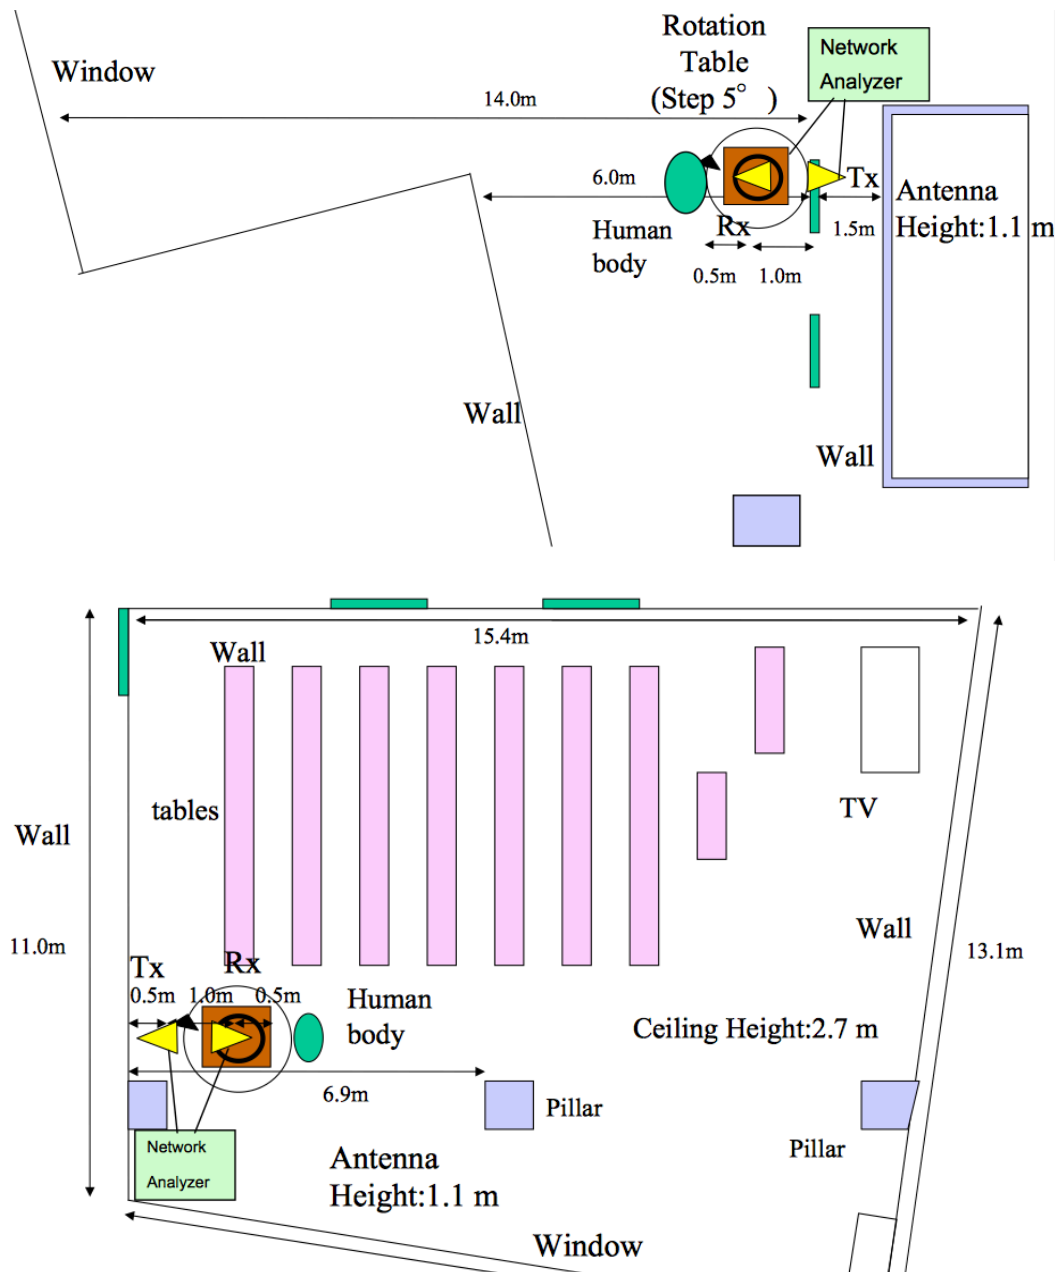 Rotation
Table
(Step 5° )
Network
Analyzer
Window
14.0m
6.0m
Tx
Antenna
Height:1.1 m
Human
body
Rx
1.5m
0.5m
1.0m
Wall
Wall
15.4m
Wall
tables
TV
Wall
Wall
11.0m
13.1m
Tx
Rx
0.5m
1.0m
0.5m
Human
body
Ceiling Height:2.7 m
6.9m
Pillar
Pillar
Network
Analyzer
Antenna
Height:1.1 m
Window